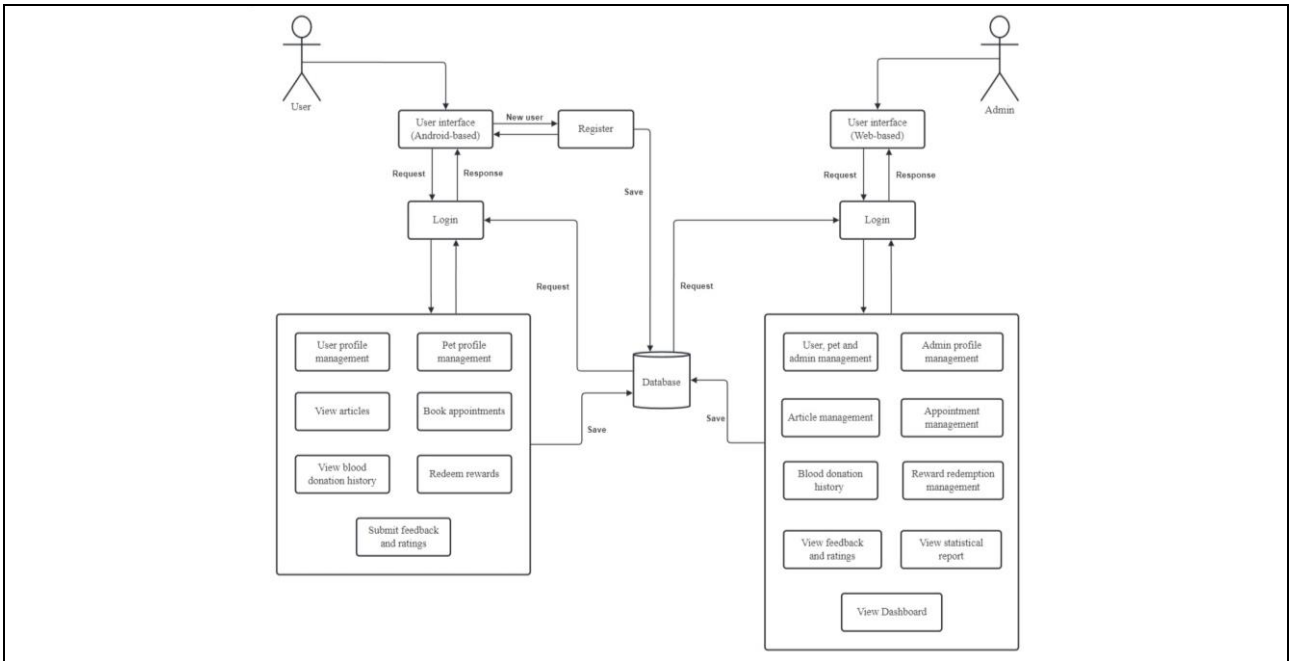 User
Admin
User interface
(Android-based)
New user
Register
User interface
(Web-based)
Request
Response
Save
Request
Response
Login
Login
Request
Request
User profile
management
Pet profile
management
View articles
Book appointments
View blood
donation history
Redeem rewards
Submit feedback
and ratings
Save
Database
Save
User, pet and
admin management
Admin profile
management
Article management
Appointment
management
Blood donation
history
Reward redemption
management
View feedback
and ratings
View statistical
report
View Dashboard